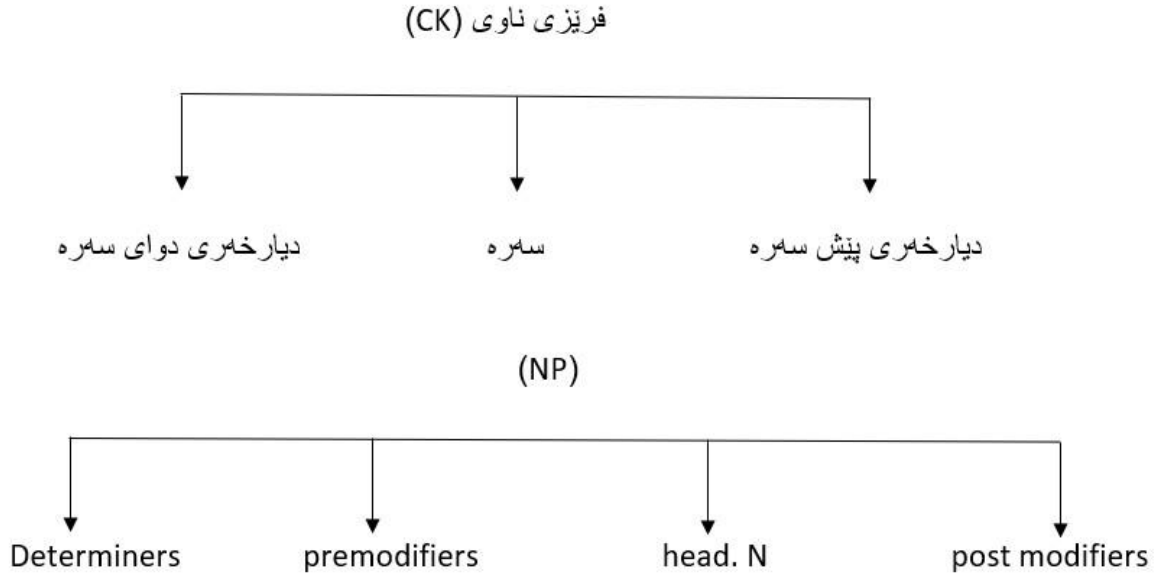 فرێزی ناوی (CK)
دیارخەری پێش سەرە سەرە دیارخەری دوای سەرە
(NP)
Determiners premodifiers head. N post modifiers